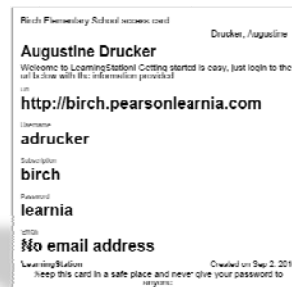 Birch Elementary School access card
Drucker, Augustine
Augustine Drucker
Welcome to LearningStation! Getting started is easy, just login to the
url below with the information provided
url
http://birch.pearsonlearnia.com
Username
adrucker
Subscription
birch
Password
learnia
Email
No email address
LearningStation
Created on Sep 2, 201
Keep this card in a safe place and never give your password to
anyone